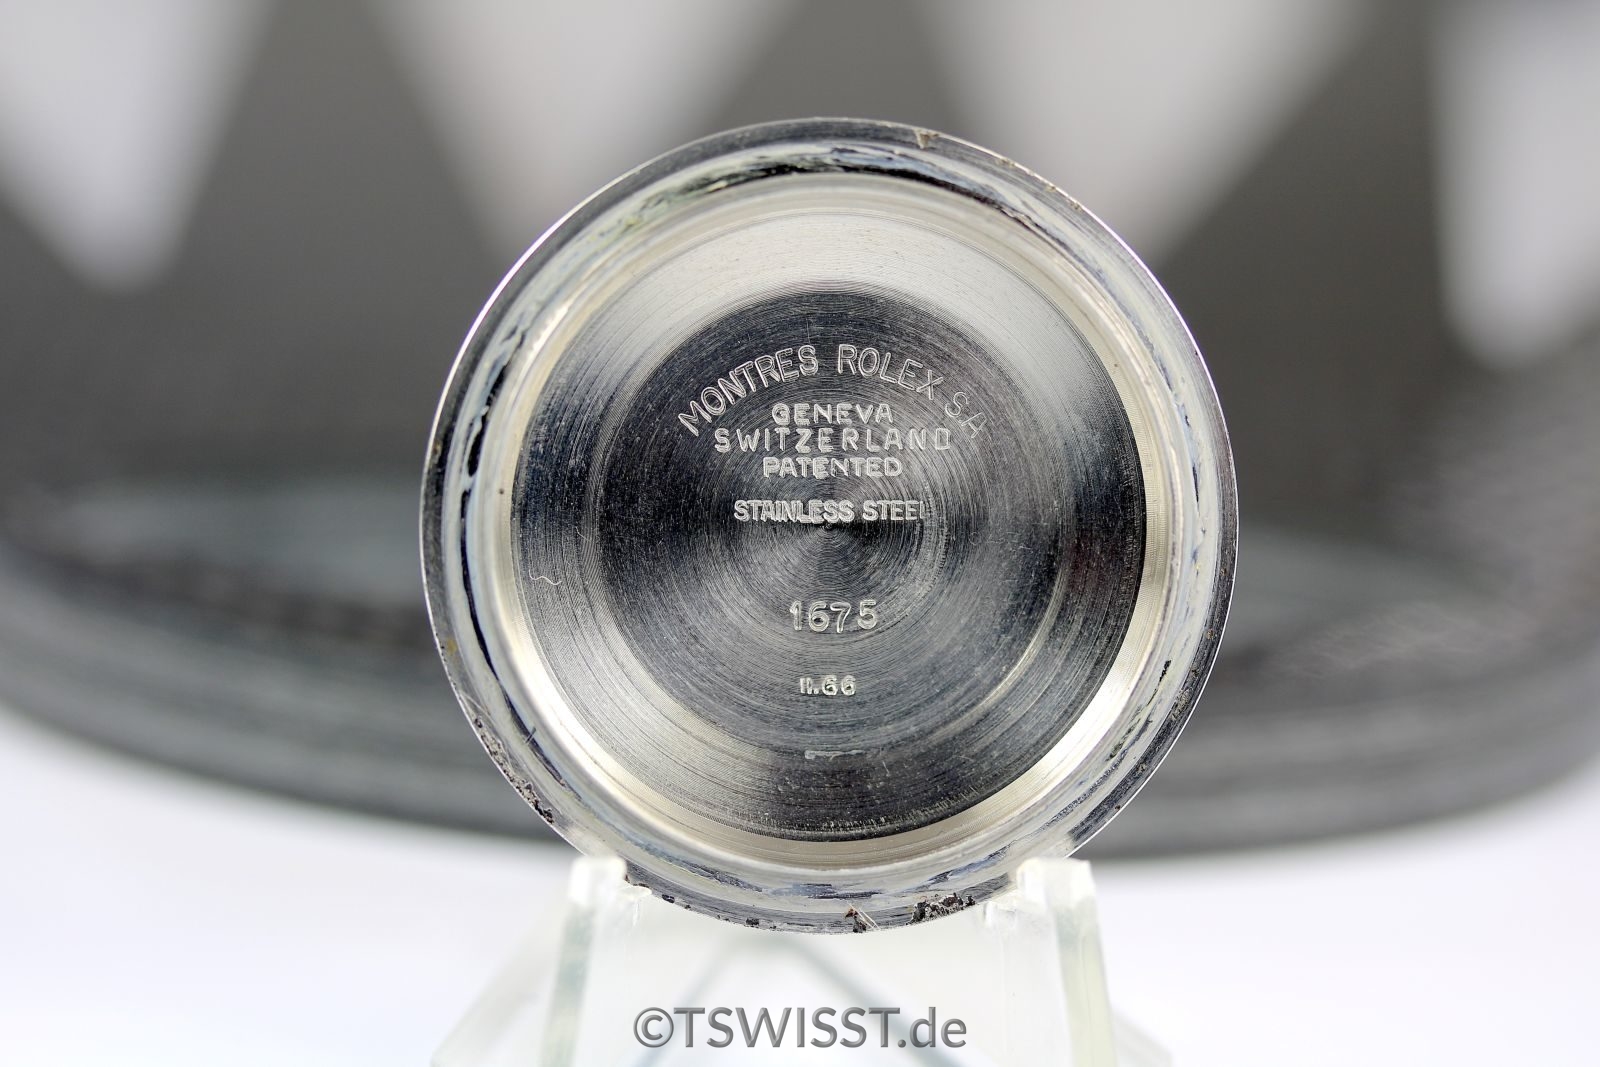 MONTRES ROLEX S.A
GENEVA
SWITZERLAND
PATENTED
STAINLESS STEEL
1675
II.66
©TSWISST.de